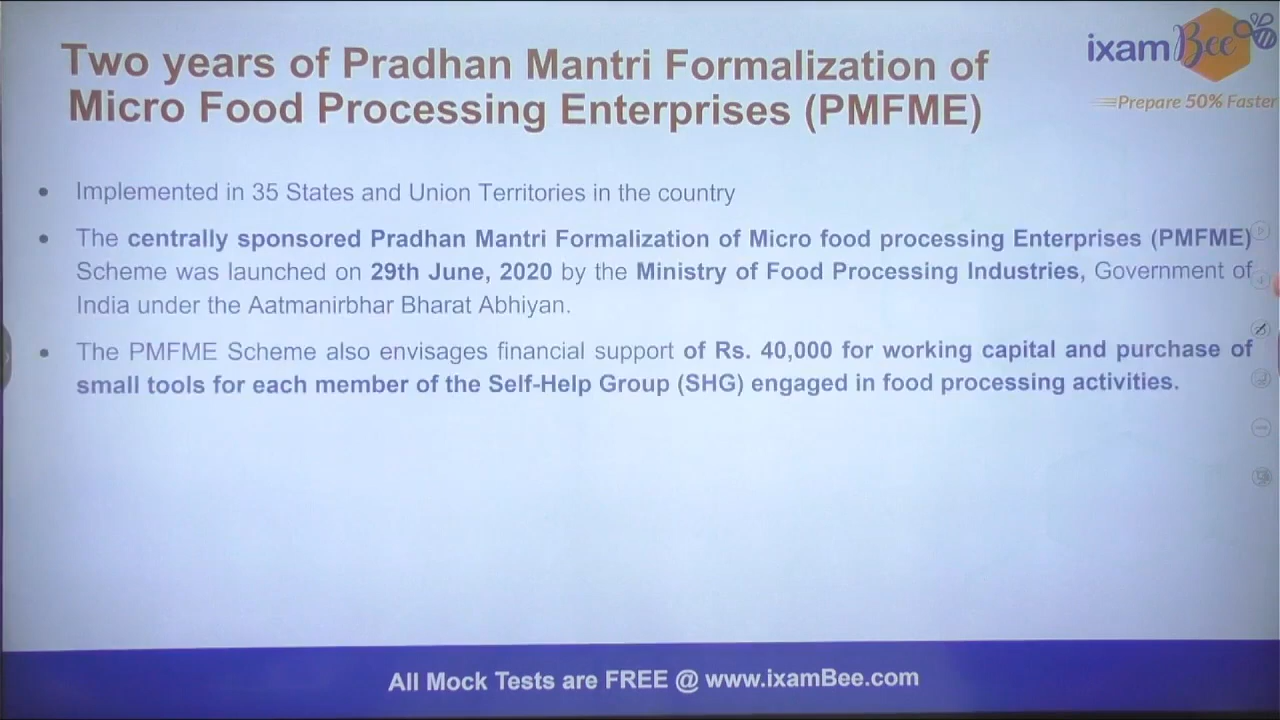 Two years of Pradhan Mantri Formalization of
Micro Food Processing Enterprises (PMFME)
ixamBee
Prepare 50% Faster
• Implemented in 35 States and Union Territories in the country
• The centrally sponsored Pradhan Mantri Formalization of Micro food processing Enterprises (PMFME)
Scheme was launched on 29th June, 2020 by the Ministry of Food Processing Industries, Government of
India under the Aatmanirbhar Bharat Abhiyan.
• The PMFME Scheme also envisages financial support of Rs. 40,000 for working capital and purchase of
small tools for each member of the Self-Help Group (SHG) engaged in food processing activities.
All Mock Tests are FREE @ www.ixamBee.com